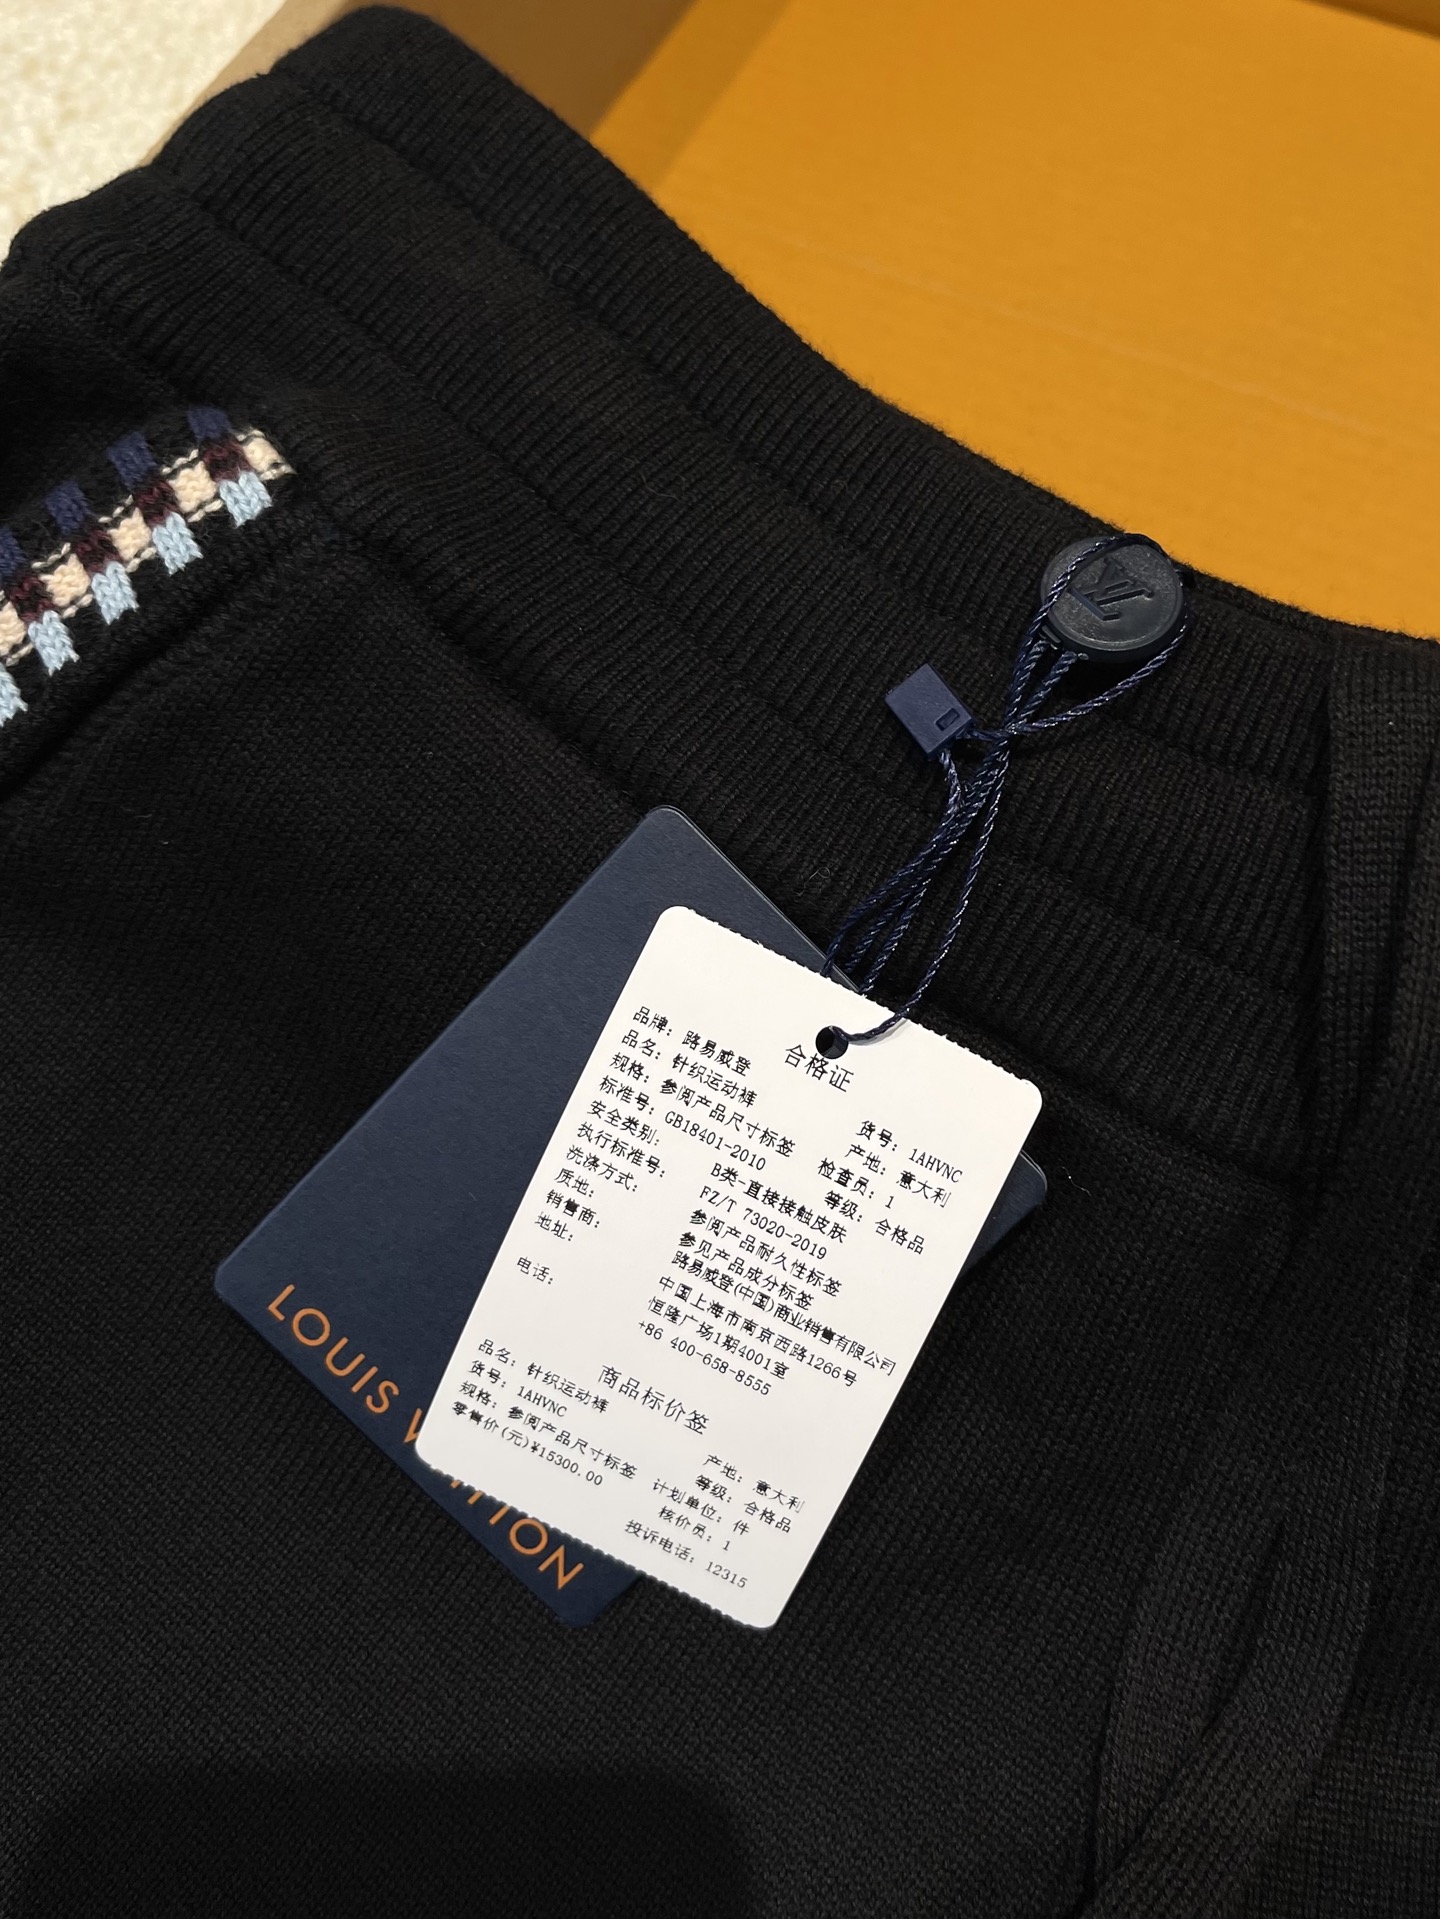 LV
合格证
品牌: 路易威登
货号: 1AHVNC
品名: 针织运动裤
产地: 意大利
规格: 参阅产品尺寸标签
检查员: 1
标准号: GB18401-2010
等级: 合格品
安全类别: B类-直接接触皮肤
执行标准号: FZ/T 73020-2019
洗涤方式: 参阅产品耐久性标签
质地: 参见产品成分标签
销售商: 路易威登(中国)商业销售有限公司
地址: 中国上海市南京西路1266号
恒隆广场1期4001室
电话: +86 400-658-8555
商品标价签
品名: 针织运动裤
产地: 意大利
货号: 1AHVNC
等级: 合格品
规格: 参阅产品尺寸标签
计划单位: 件
零售价(元)¥15300.00
核价员: 1
投诉电话: 12315
LOUIS VUITTON